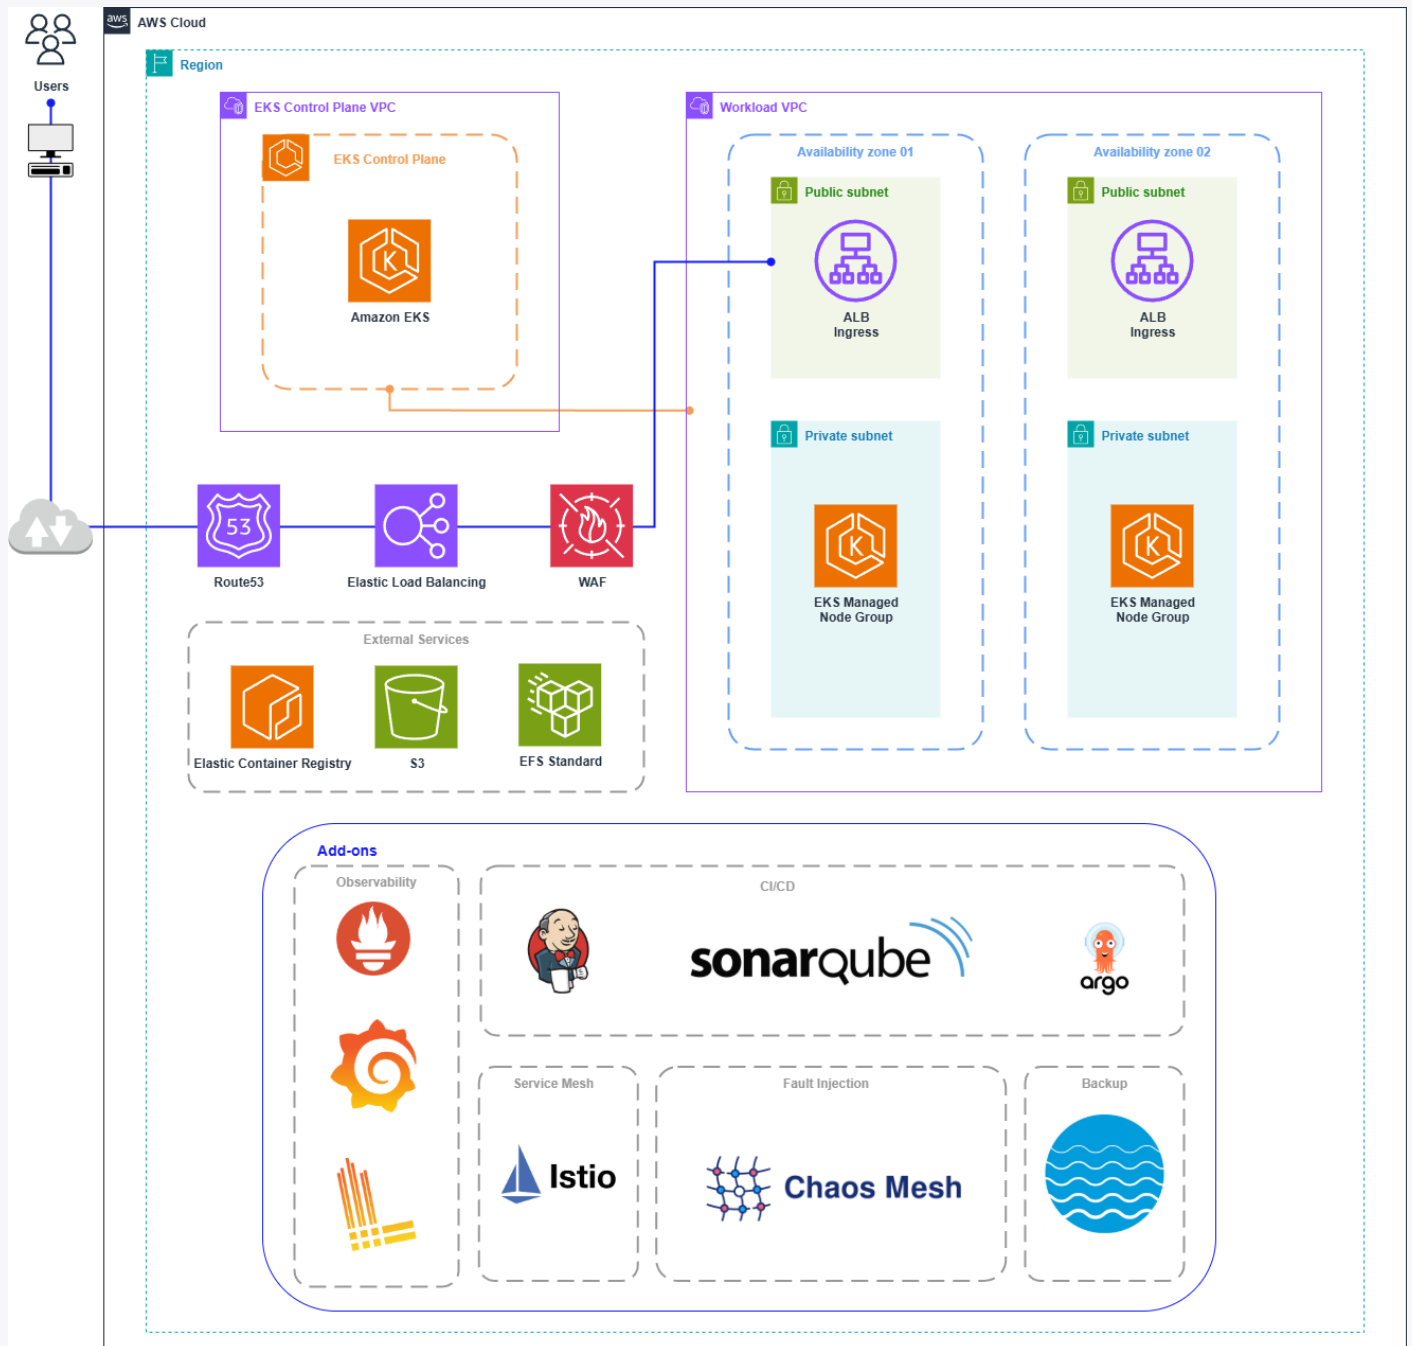 aws
AWS Cloud
Users
Region
EKS Control Plane VPC
EKS Control Plane
K
Amazon EKS
Workload VPC
Availability zone 01
Public subnet
ALB
Ingress
Private subnet
K
EKS Managed
Node Group
Availability zone 02
Public subnet
ALB
Ingress
Private subnet
K
EKS Managed
Node Group
53
Route53
Elastic Load Balancing
WAF
External Services
Elastic Container Registry
S3
EFS Standard
Add-ons
Observability
CI/CD
sonarqube
argo
Service Mesh
Istio
Fault Injection
Chaos Mesh
Backup